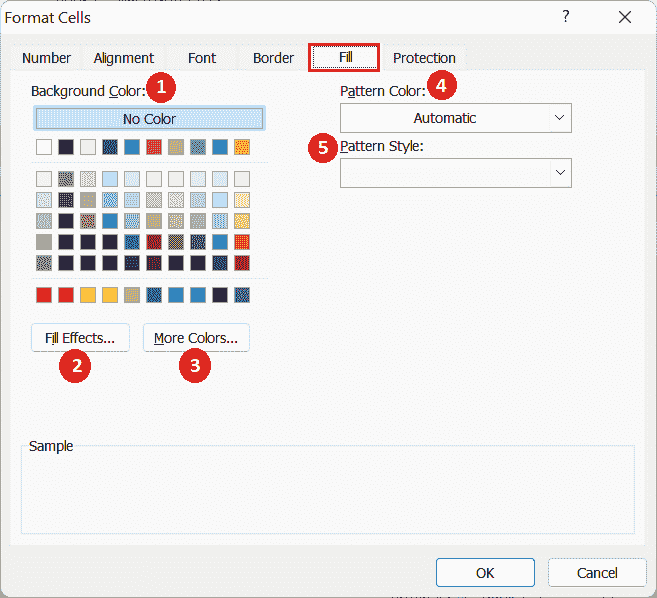 Format Cells
?
Number Alignment Font Border Fill Protection
Background Color: 1
No Color
Fill Effects...
2
More Colors...
3
Pattern Color: 4
Automatic
5 Pattern Style:
Sample
OK Cancel